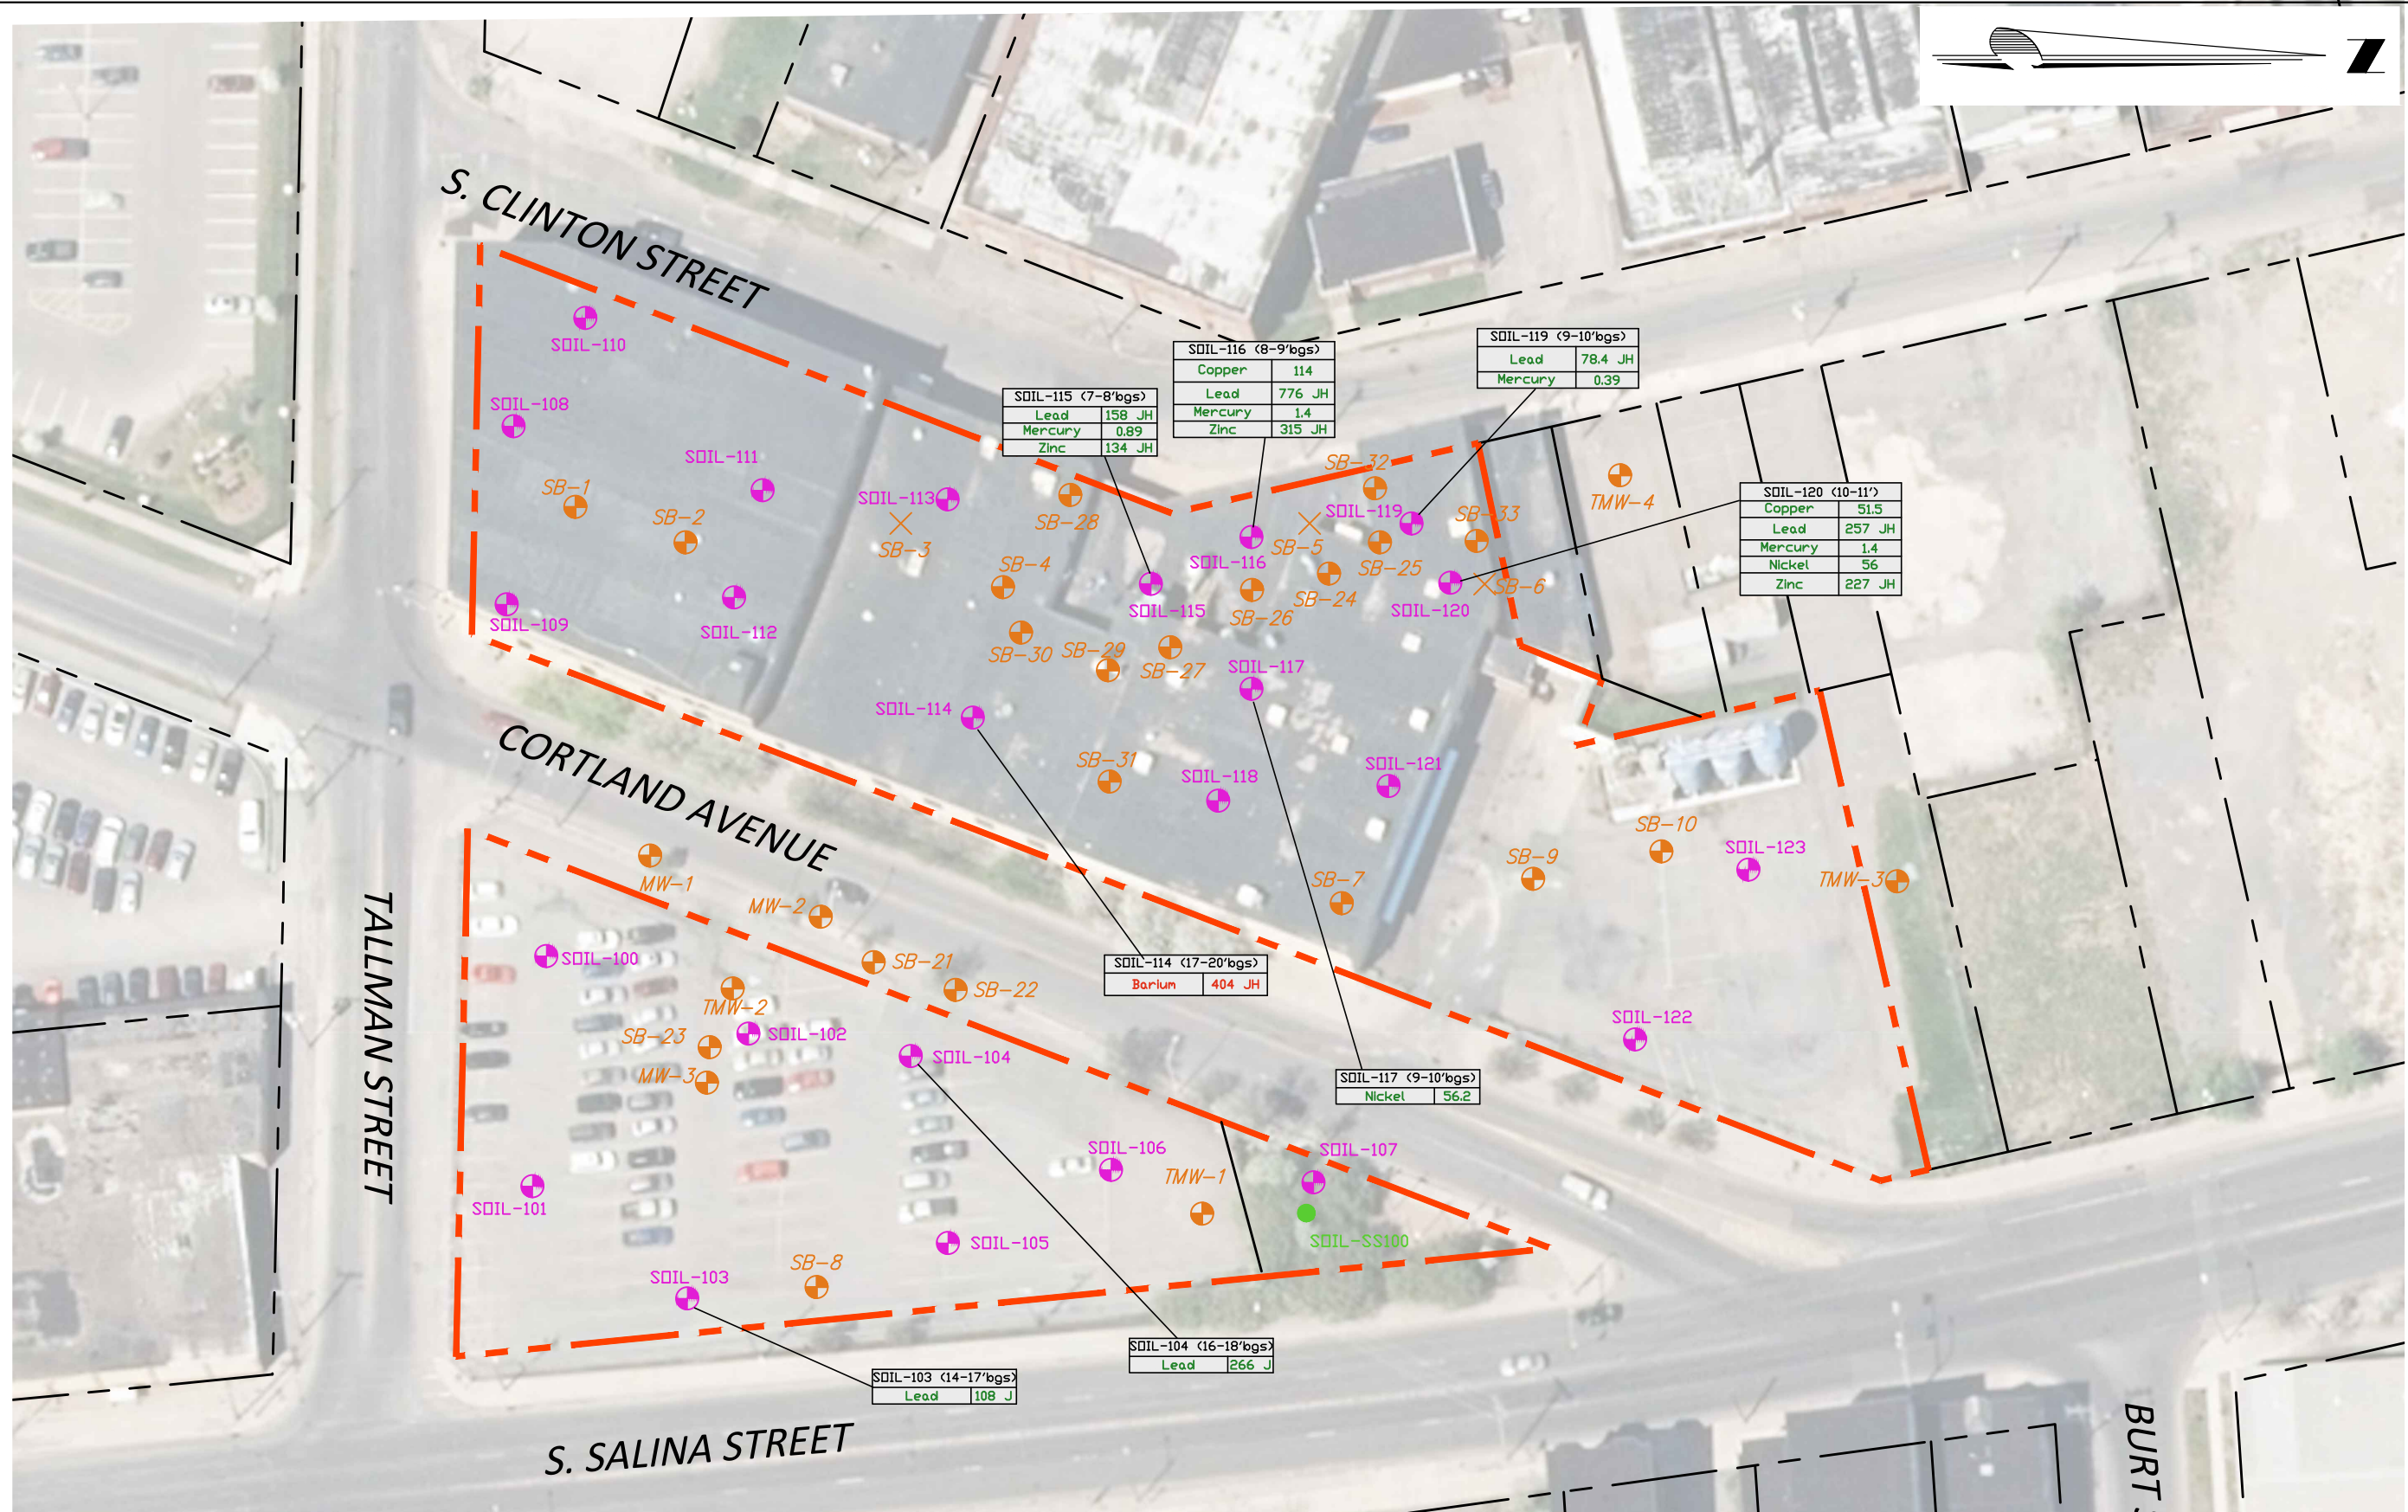 Z
S. CLINTON STREET
SOIL-110
SOIL-108
SOIL-111
SB-1
SB-2
SOIL-109
SOIL-112
SOIL-113
SB-3
SB-28
SB-4
SB-30
SB-29
SB-27
SOIL-115 (7-8'bgs)
Lead 158 JH
Mercury 0.89
Zinc 134 JH
SOIL-116 (8-9'bgs)
Copper 114
Lead 776 JH
Mercury 1.4
Zinc 315 JH
SOIL-119 (9-10'bgs)
Lead 78.4 JH
Mercury 0.39
SOIL-120 (10-11')
Copper 51.5
Lead 257 JH
Mercury 1.4
Nickel 56
Zinc 227 JH
SB-32
SOIL-119
SB-33
TMW-4
SB-5
SB-25
SOIL-116
SB-24
SB-6
SOIL-115
SB-26
SOIL-120
SOIL-117
SOIL-114
SB-31
SOIL-118
SOIL-121
SB-7
SB-9
SB-10
SOIL-123
TMW-3
SOIL-122
CORTLAND AVENUE
TALLMAN STREET
MW-1
MW-2
SB-21
SB-22
SOIL-100
TMW-2
SOIL-102
SB-23
MW-3
SOIL-104
SOIL-114 (17-20'bgs)
Barium 404 JH
SOIL-117 (9-10'bgs)
Nickel 56.2
SOIL-106
SOIL-107
TMW-1
SOIL-SS100
SOIL-101
SOIL-105
SOIL-103
SB-8
SOIL-104 (16-18'bgs)
Lead 266 J
SOIL-103 (14-17'bgs)
Lead 108 J
S. SALINA STREET
BURT